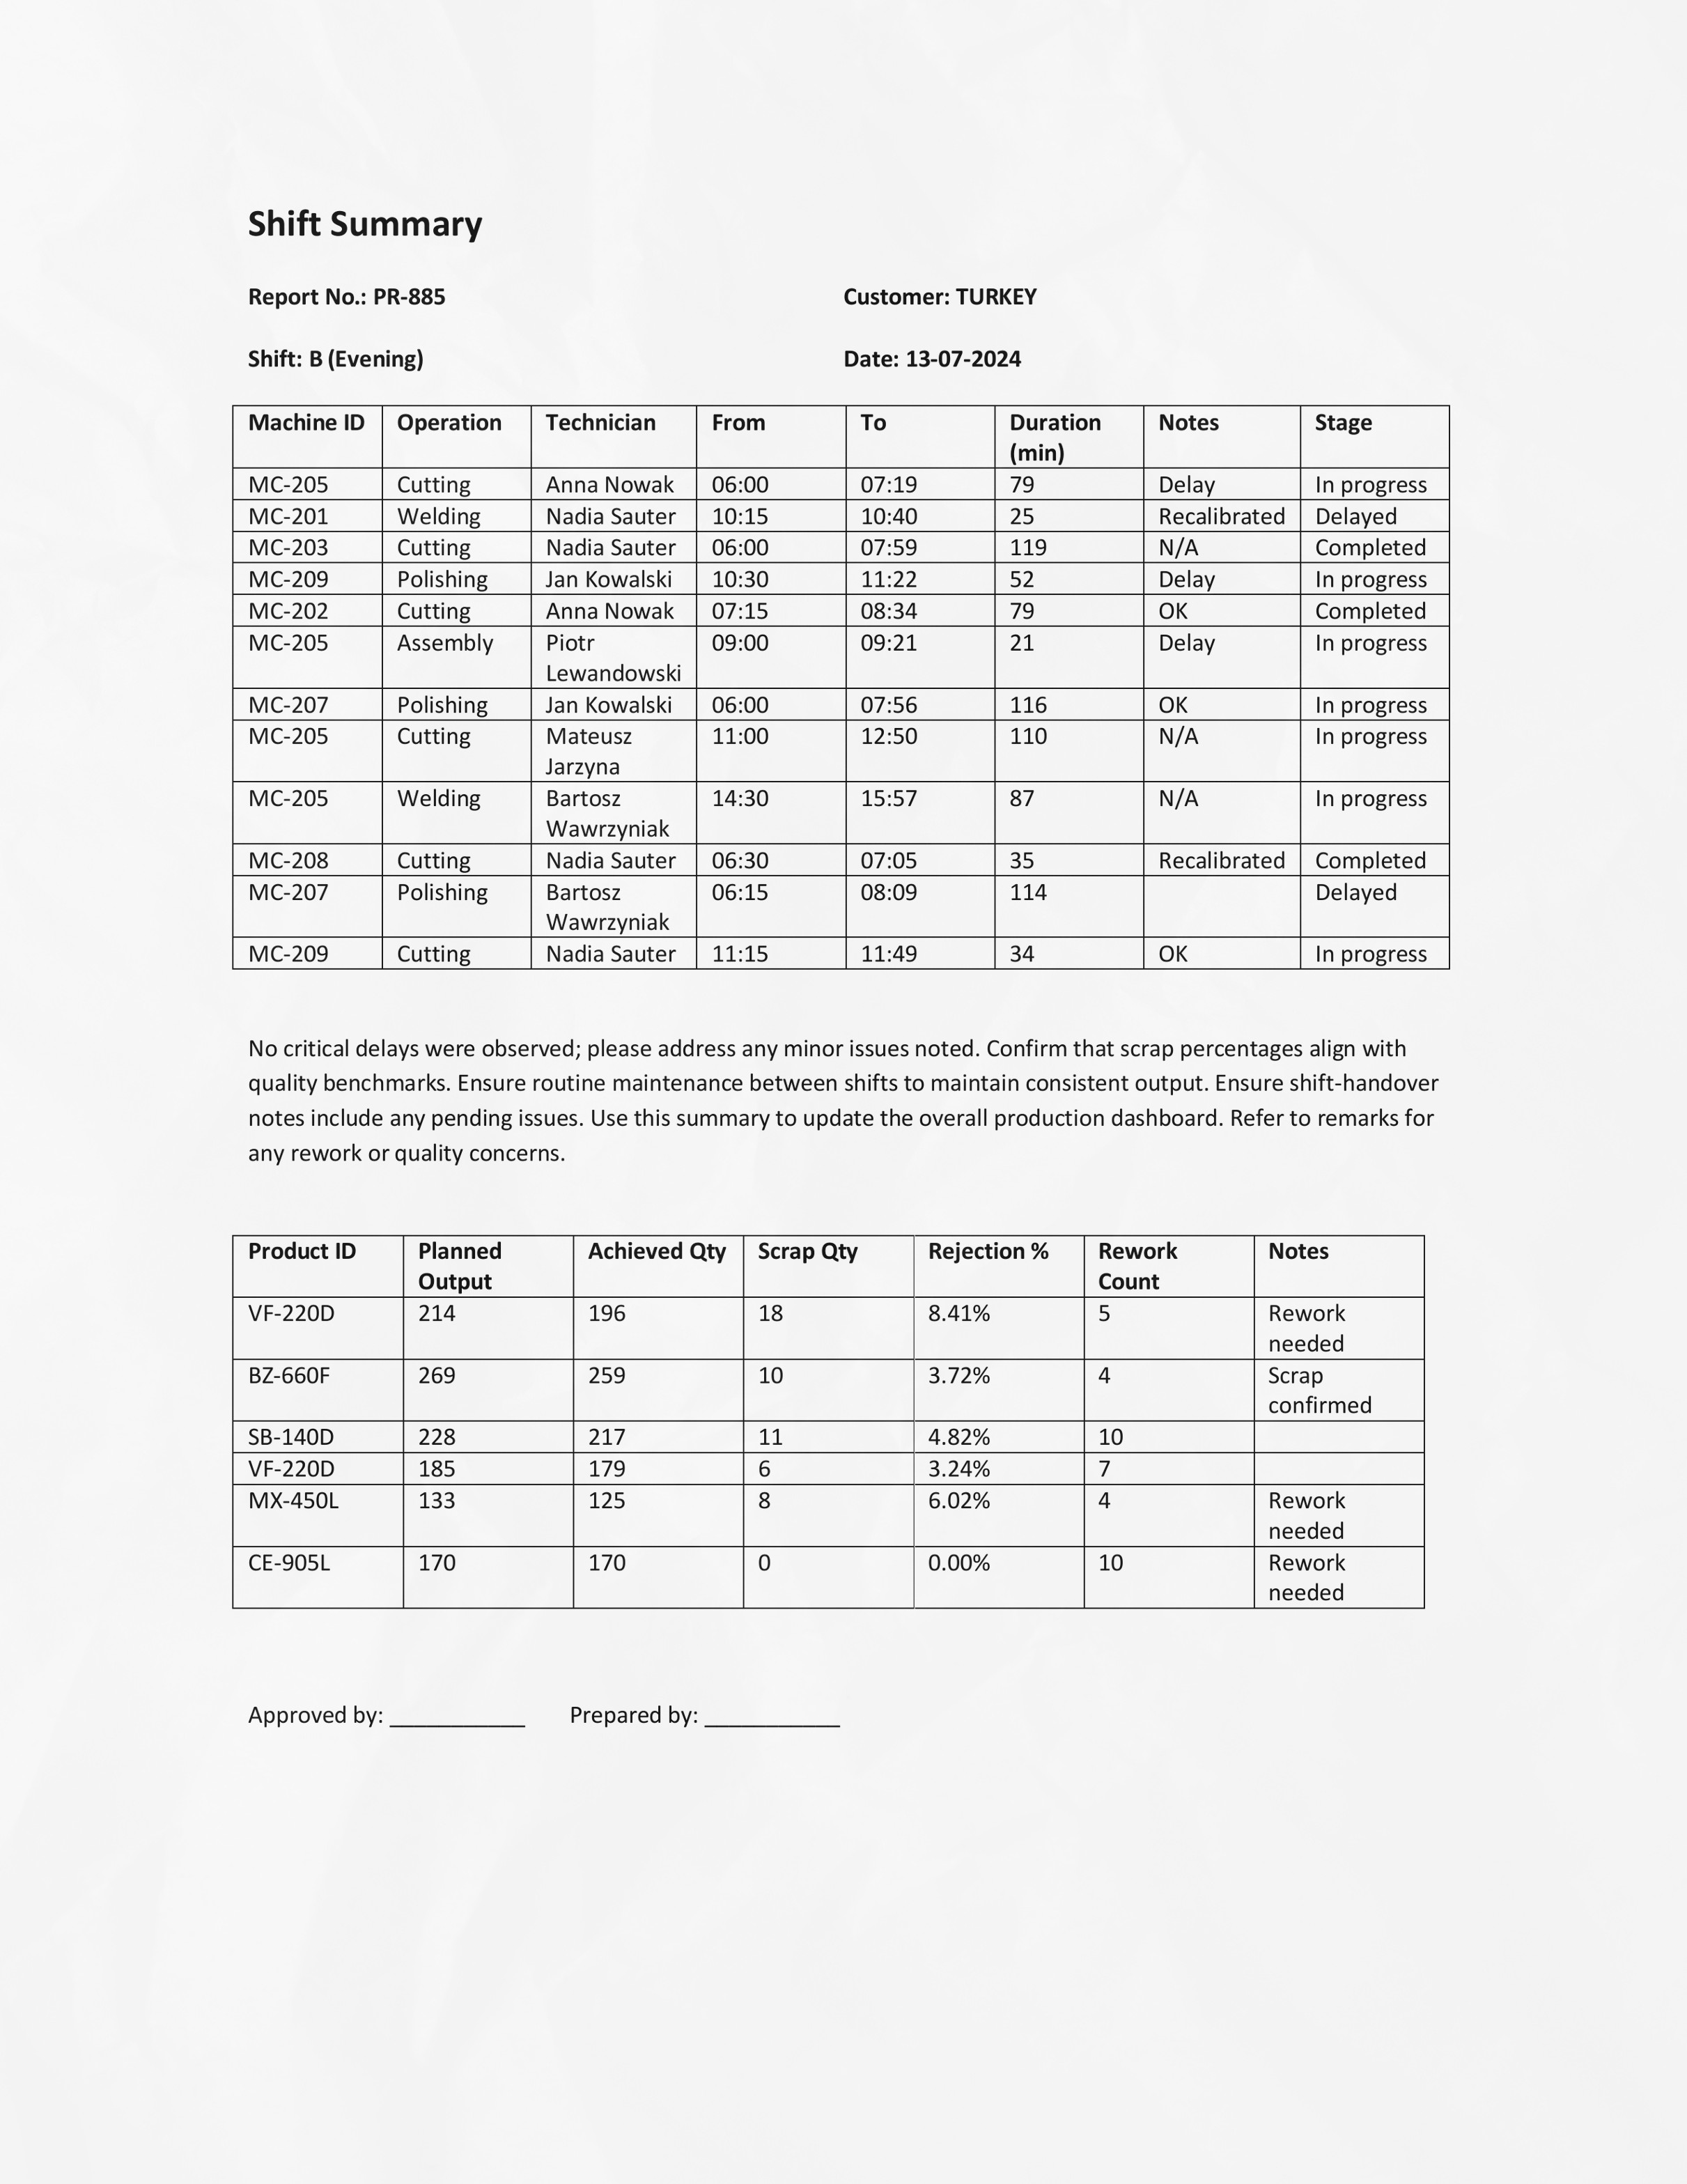 Shift Summary
Report No.: PR-885 Customer: TURKEY
Shift: B (Evening) Date: 13-07-2024
Machine ID Operation Technician From To Duration (min) Notes Stage
MC-205 Cutting Anna Nowak 06:00 07:19 79 Delay In progress
MC-201 Welding Nadia Sauter 10:15 10:40 25 Recalibrated Delayed
MC-203 Cutting Nadia Sauter 06:00 07:59 119 N/A Completed
MC-209 Polishing Jan Kowalski 10:30 11:22 52 Delay In progress
MC-202 Cutting Anna Nowak 07:15 08:34 79 OK Completed
MC-205 Assembly Piotr Lewandowski 09:00 09:21 21 Delay In progress
MC-207 Polishing Jan Kowalski 06:00 07:56 116 OK In progress
MC-205 Cutting Mateusz Jarzyna 11:00 12:50 110 N/A In progress
MC-205 Welding Bartosz Wawrzyniak 14:30 15:57 87 N/A In progress
MC-208 Cutting Nadia Sauter 06:30 07:05 35 Recalibrated Completed
MC-207 Polishing Bartosz Wawrzyniak 06:15 08:09 114 Delayed
MC-209 Cutting Nadia Sauter 11:15 11:49 34 OK In progress
No critical delays were observed; please address any minor issues noted. Confirm that scrap percentages align with
quality benchmarks. Ensure routine maintenance between shifts to maintain consistent output. Ensure shift-handover
notes include any pending issues. Use this summary to update the overall production dashboard. Refer to remarks for
any rework or quality concerns.
Product ID Planned Output Achieved Qty Scrap Qty Rejection % Rework Count Notes
VF-220D 214 196 18 8.41% 5 Rework needed
BZ-660F 269 259 10 3.72% 4 Scrap confirmed
SB-140D 228 217 11 4.82% 10
VF-220D 185 179 6 3.24% 7
MX-450L 133 125 8 6.02% 4 Rework needed
CE-905L 170 170 0 0.00% 10 Rework needed
Approved by: ___________ Prepared by: ___________